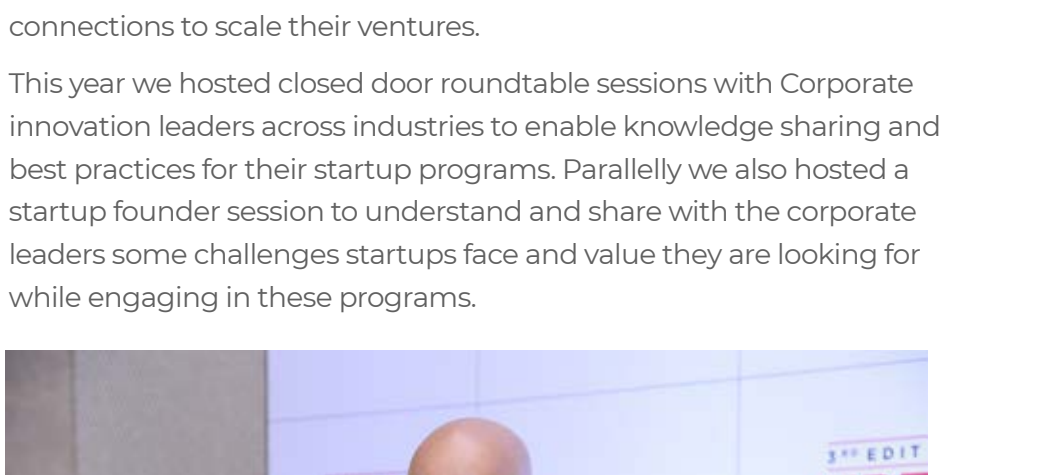 connections to scale their ventures.
This year we hosted closed door roundtable sessions with Corporate
innovation leaders across industries to enable knowledge sharing and
best practices for their startup programs. Parallelly we also hosted a
startup founder session to understand and share with the corporate
leaders some challenges startups face and value they are looking for
while engaging in these programs.
3RD EDIT